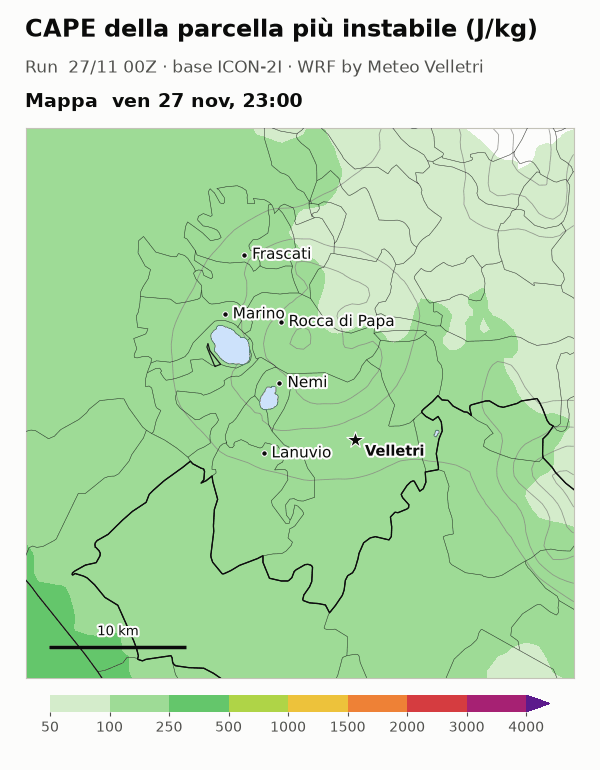 CAPE della parcella più instabile (J/kg)
Run 27/11 00Z · base ICON-2I · WRF by Meteo Velletri
Mappa ven 27 nov, 23:00
Frascati
Marino
Rocca di Papa
Nemi
Velletri
Lanuvio
10 km
50 100 250 500 1000 1500 2000 3000 4000